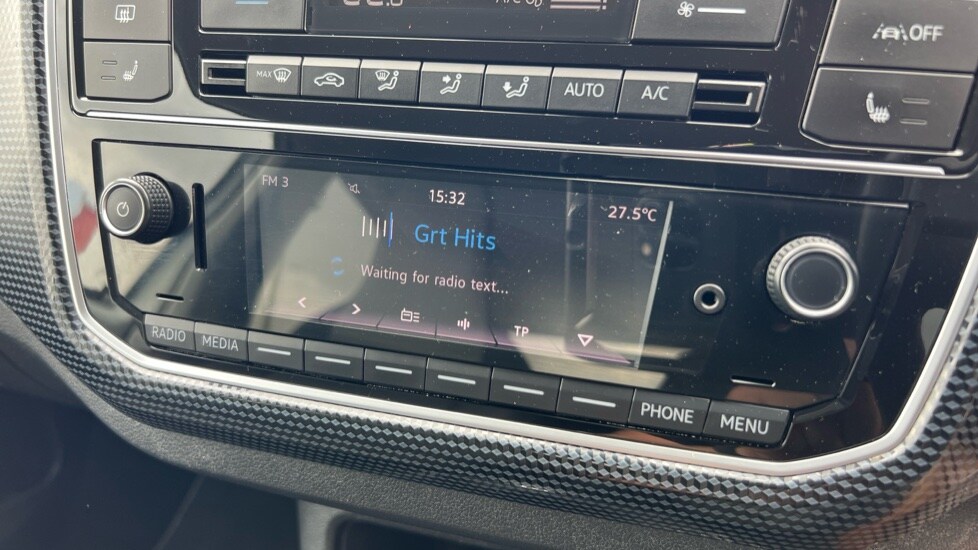 OFF
MAX
AUTO
A/C
FM 3
15:32
27.5°C
Grt Hits
Waiting for radio text...
< > TP
RADIO
MEDIA
PHONE
MENU